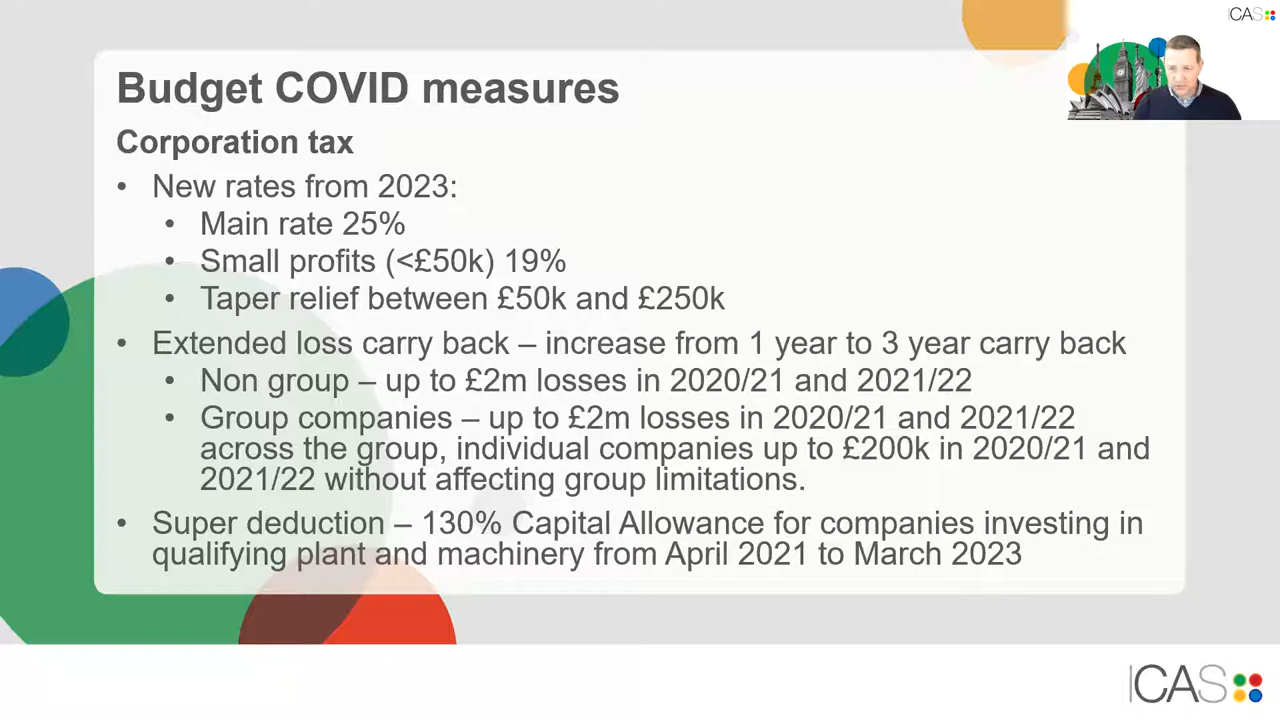 ICAS
Budget COVID measures
Corporation tax
• New rates from 2023:
• Main rate 25%
• Small profits (<£50k) 19%
• Taper relief between £50k and £250k
• Extended loss carry back – increase from 1 year to 3 year carry back
• Non group – up to £2m losses in 2020/21 and 2021/22
• Group companies – up to £2m losses in 2020/21 and 2021/22
across the group, individual companies up to £200k in 2020/21 and
2021/22 without affecting group limitations.
• Super deduction – 130% Capital Allowance for companies investing in
qualifying plant and machinery from April 2021 to March 2023
ICAS